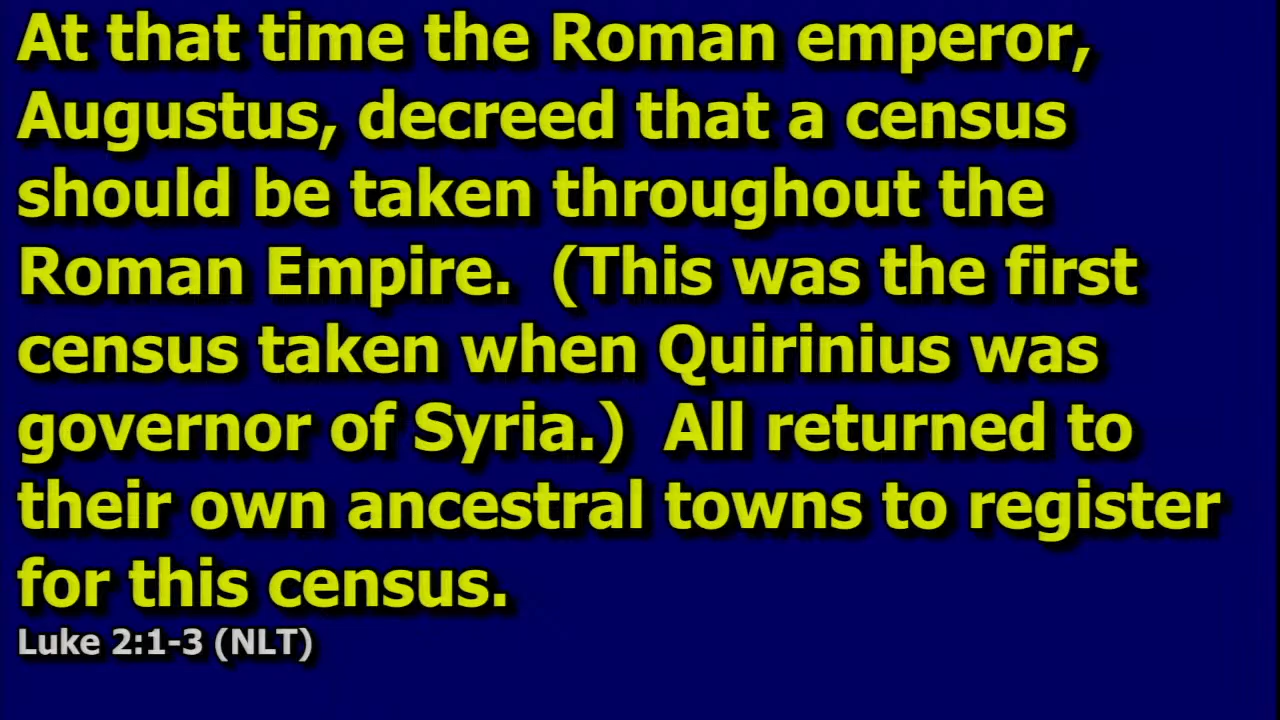 At that time the Roman emperor,
Augustus, decreed that a census
should be taken throughout the
Roman Empire.  (This was the first
census taken when Quirinius was
governor of Syria.)  All returned to
their own ancestral towns to register
for this census.
Luke 2:1-3 (NLT)